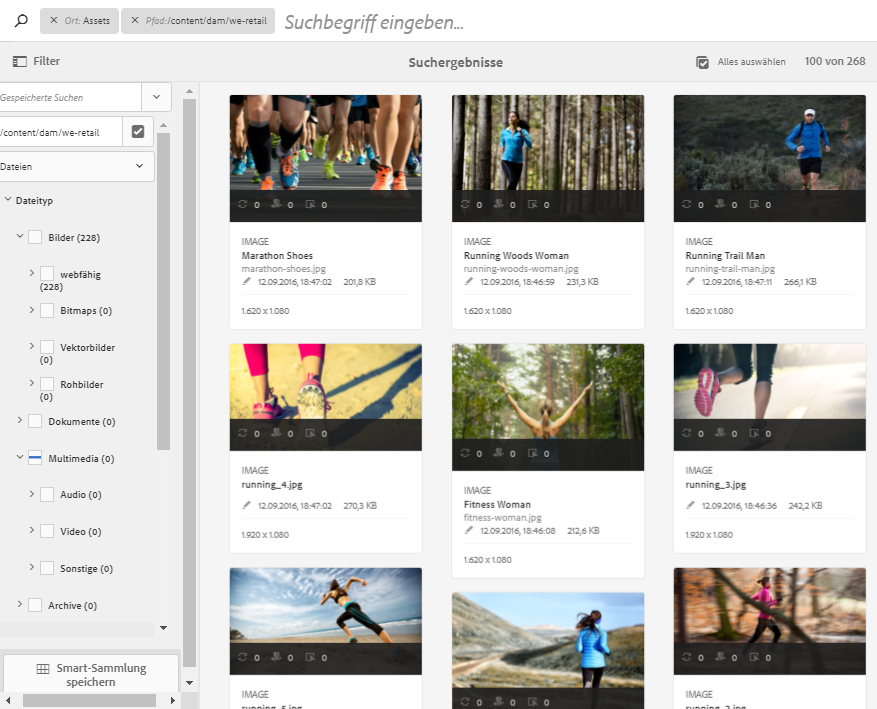 Ort: Assets
Pfad:/content/dam/we-retail
Suchbegriff eingeben...
Filter
Suchergebnisse
Alles auswählen
100 von 268
Gespeicherte Suchen
/content/dam/we-retail
Dateien
Dateityp
Bilder (228)
webfähig
(228)
Bitmaps (0)
Vektorbilder
(0)
Rohbilder
(0)
Dokumente (0)
Multimedia (0)
Audio (0)
Video (0)
Sonstige (0)
Archive (0)
Smart-Sammlung
speichern
0 0 0
IMAGE
Marathon Shoes
marathon-shoes.jpg
12.09.2016, 18:47:02 201,8 KB
1.620 x 1.080
0 0 0
IMAGE
Running Woods Woman
running-woods-woman.jpg
12.09.2016, 18:46:59 231,3 KB
1.620 x 1.080
0 0 0
IMAGE
Running Trail Man
running-trail-man.jpg
12.09.2016, 18:47:11 266,1 KB
1.620 x 1.080
0 0 0
IMAGE
running_4.jpg
12.09.2016, 18:47:02 270,3 KB
1.920 x 1.080
0 0 0
IMAGE
Fitness Woman
fitness-woman.jpg
12.09.2016, 18:46:08 212,6 KB
1.620 x 1.080
0 0 0
IMAGE
running_3.jpg
12.09.2016, 18:46:36 242,2 KB
1.920 x 1.080
0 0 0
IMAGE
running_5.jpg
0 0 0
0 0 0
IMAGE
running_2.jpg